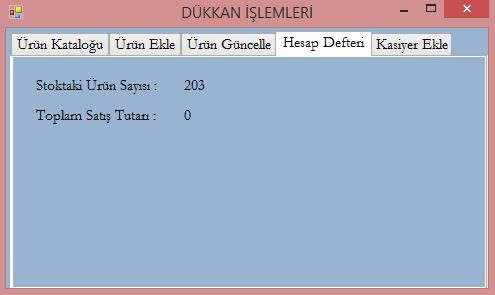 DÜKKAN İŞLEMLERİ
Ürün Kataloğu Ürün Ekle Ürün Güncelle Hesap Defteri Kasiyer Ekle
Stoktaki Ürün Sayısı : 203
Toplam Satış Tutarı : 0